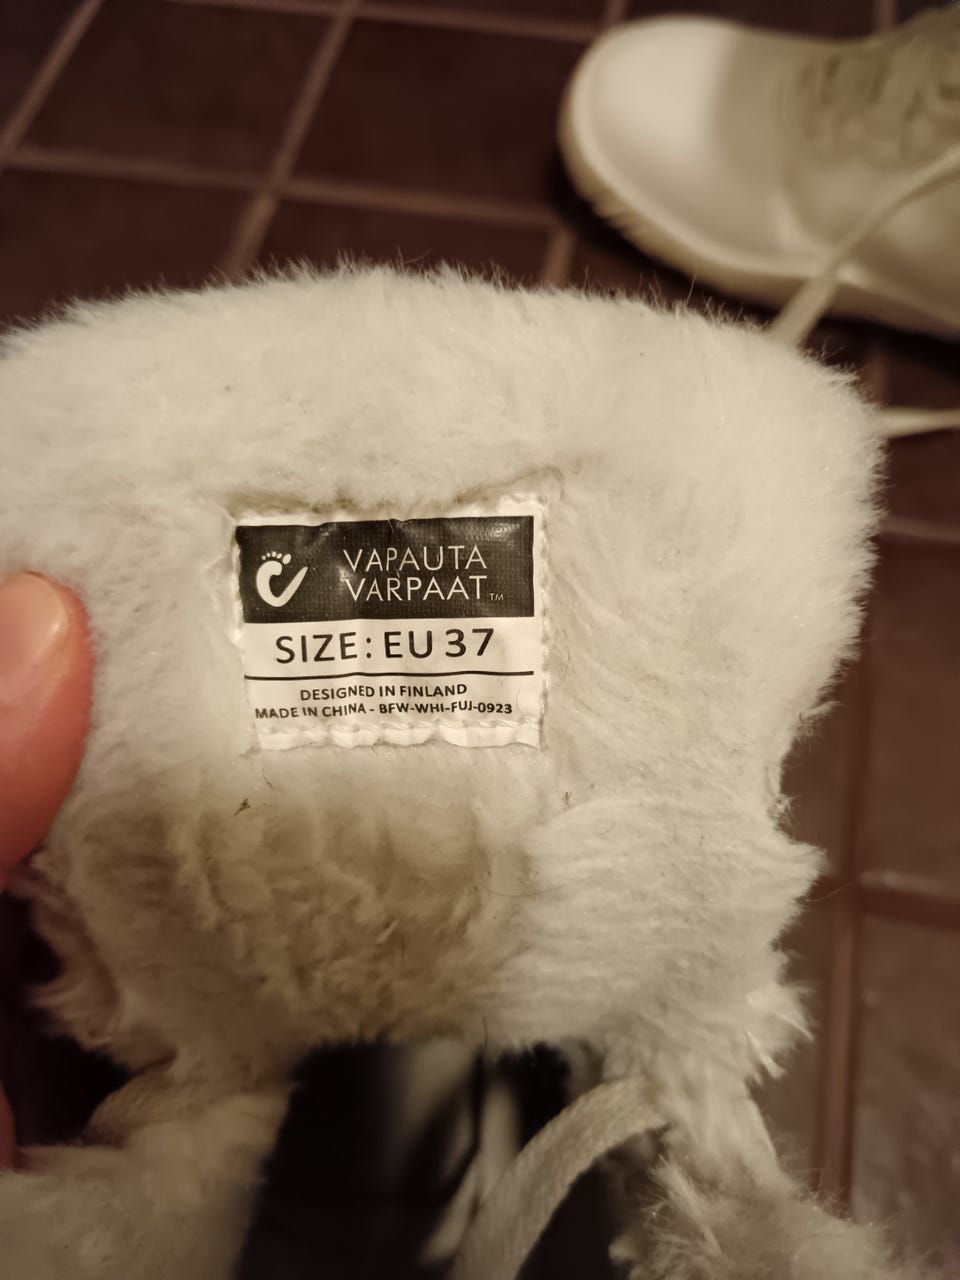 VAPAUTA
VARPAAT™
SIZE: EU 37
DESIGNED IN FINLAND
MADE IN CHINA - BFW-WHI-FUJ-0923